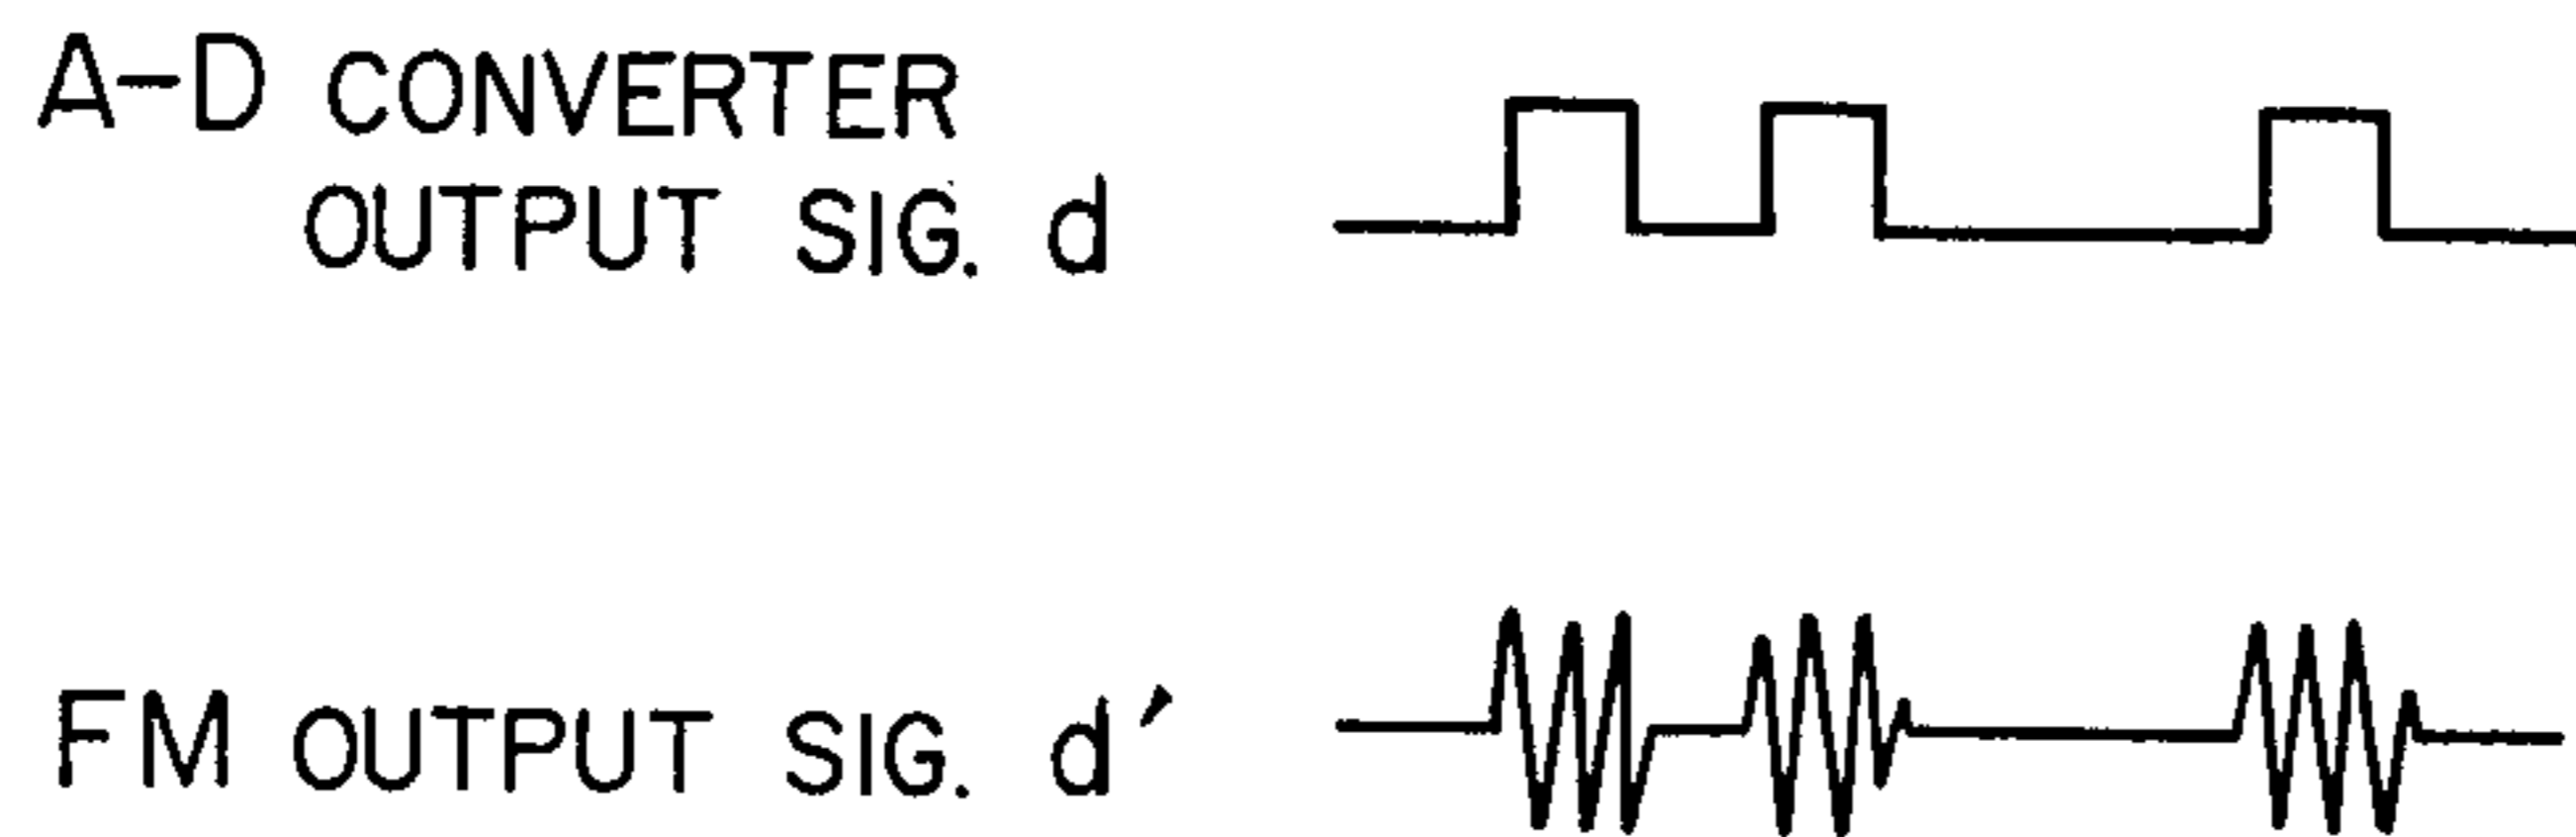 A-D CONVERTER
OUTPUT SIG. d
FM OUTPUT SIG. d'